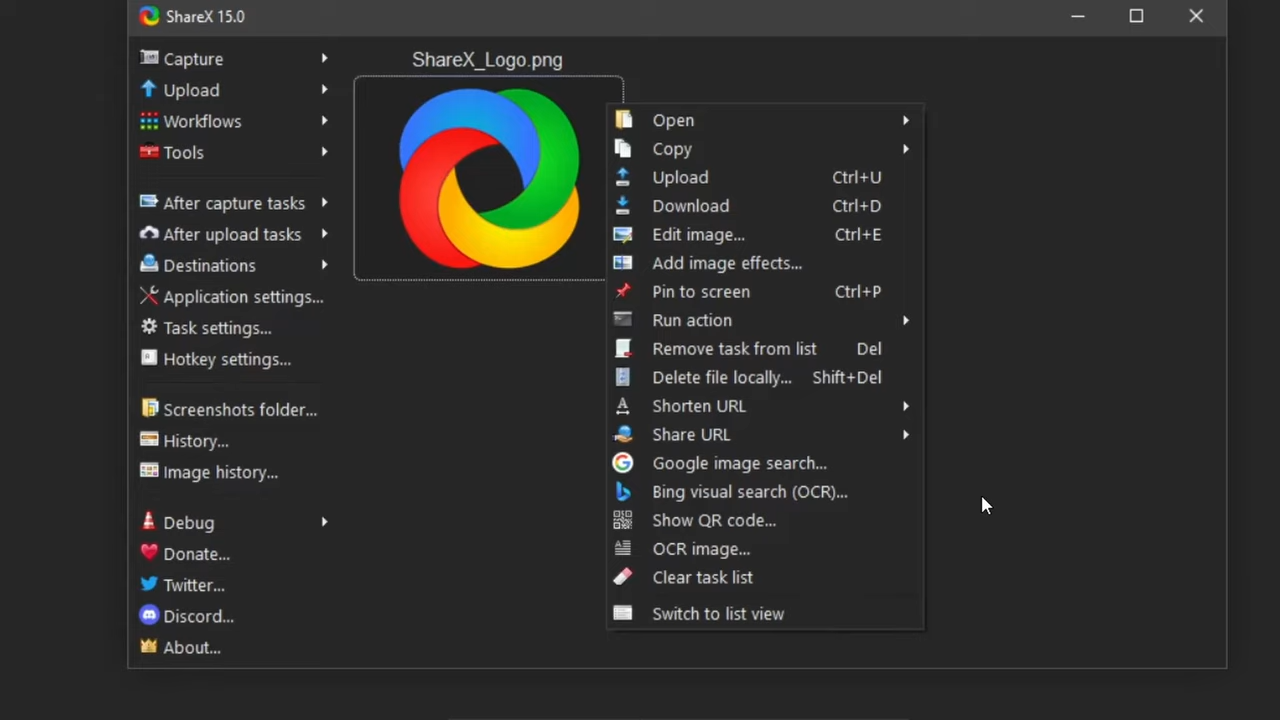 ShareX 15.0
Capture
Upload
Workflows
Tools
After capture tasks
After upload tasks
Destinations
Application settings...
Task settings...
Hotkey settings...
Screenshots folder...
History...
Image history...
Debug
Donate...
Twitter...
Discord...
About...
ShareX_Logo.png
Open
Copy
Upload Ctrl+U
Download Ctrl+D
Edit image... Ctrl+E
Add image effects...
Pin to screen Ctrl+P
Run action
Remove task from list Del
Delete file locally... Shift+Del
Shorten URL
Share URL
Google image search...
Bing visual search (OCR)...
Show QR code...
OCR image...
Clear task list
Switch to list view